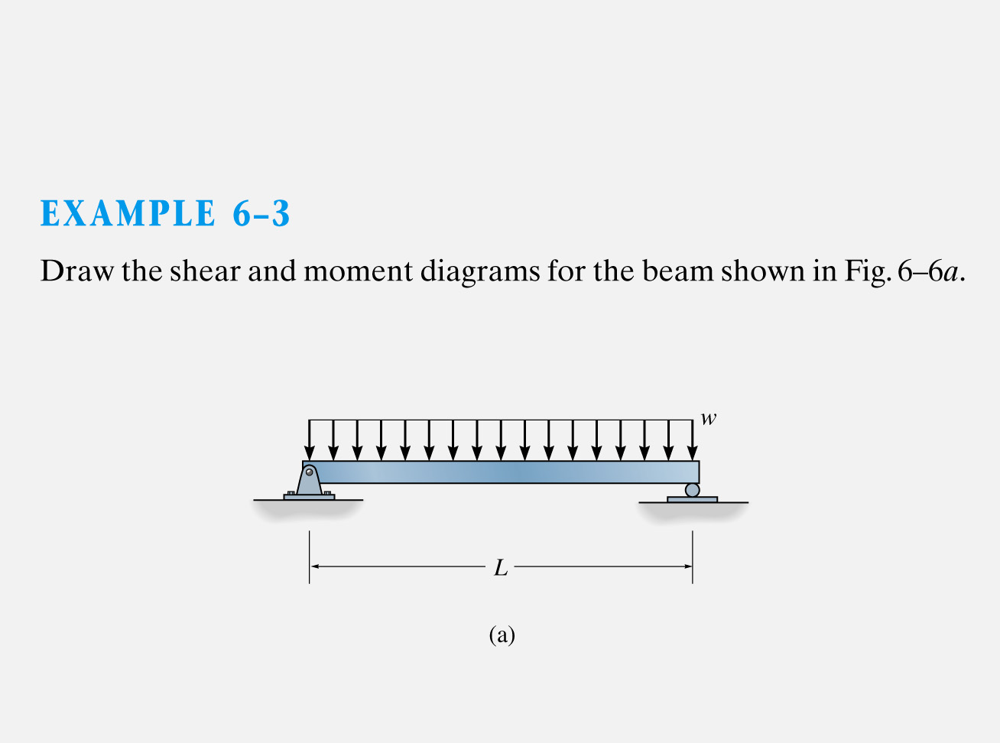 EXAMPLE 6–3
Draw the shear and moment diagrams for the beam shown in Fig. 6–6a.
w
L
(a)